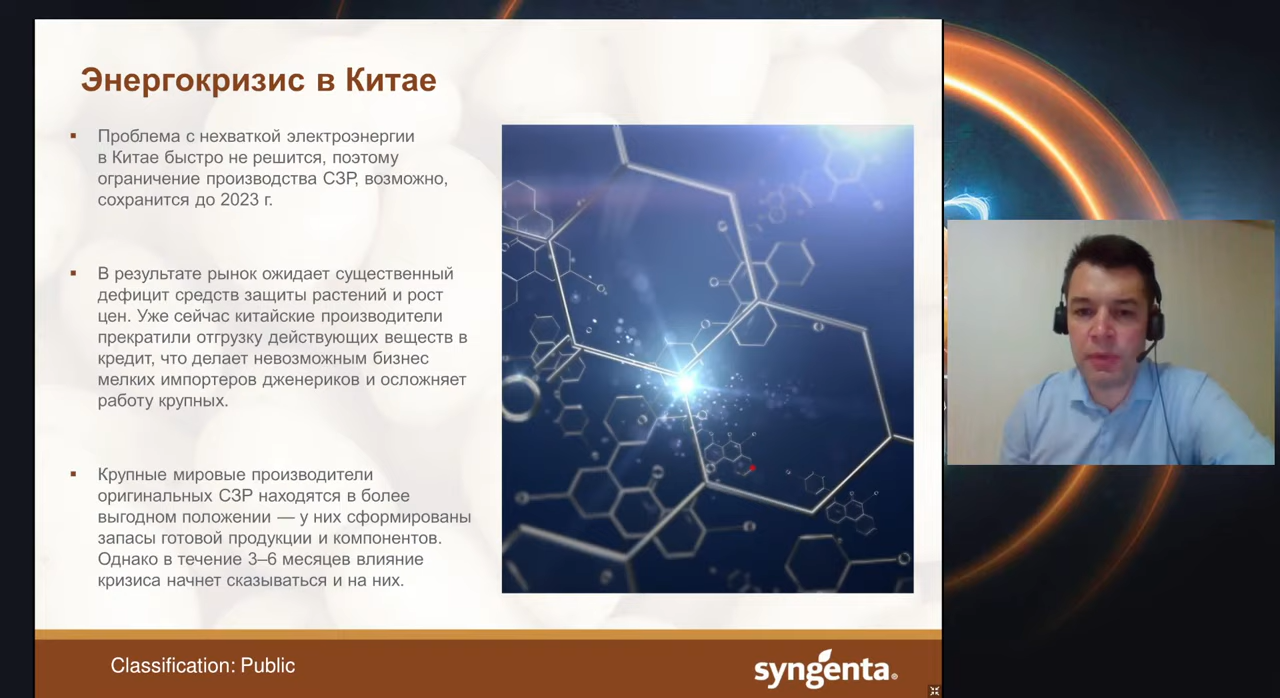 Энергокризис в Китае
Проблема с нехваткой электроэнергии
в Китае быстро не решится, поэтому
ограничение производства СЗР, возможно,
сохранится до 2023 г.
В результате рынок ожидает существенный
дефицит средств защиты растений и рост
цен. Уже сейчас китайские производители
прекратили отгрузку действующих веществ в
кредит, что делает невозможным бизнес
мелких импортеров дженериков и осложняет
работу крупных.
Крупные мировые производители
оригинальных СЗР находятся в более
выгодном положении — у них сформированы
запасы готовой продукции и компонентов.
Однако в течение 3–6 месяцев влияние
кризиса начнет сказываться и на них.
Classification: Public
syngenta®